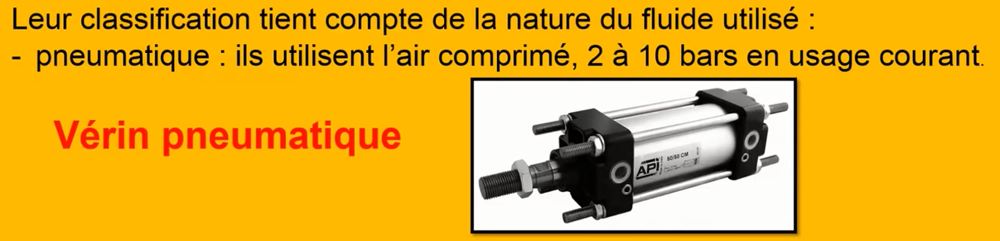 Leur classification tient compte de la nature du fluide utilisé :
- pneumatique : ils utilisent l’air comprimé, 2 à 10 bars en usage courant.
Vérin pneumatique
API
50/50 CM